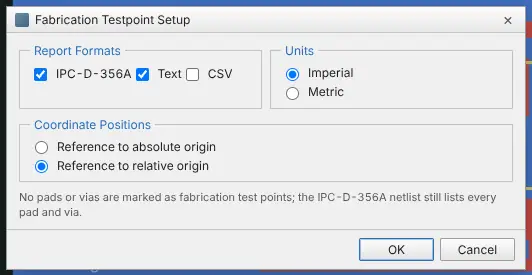 Fabrication Testpoint Setup
Report Formats
IPC-D-356A Text CSV
Units
Imperial
Metric
Coordinate Positions
Reference to absolute origin
Reference to relative origin
No pads or vias are marked as fabrication test points; the IPC-D-356A netlist still lists every
pad and via.
OK Cancel